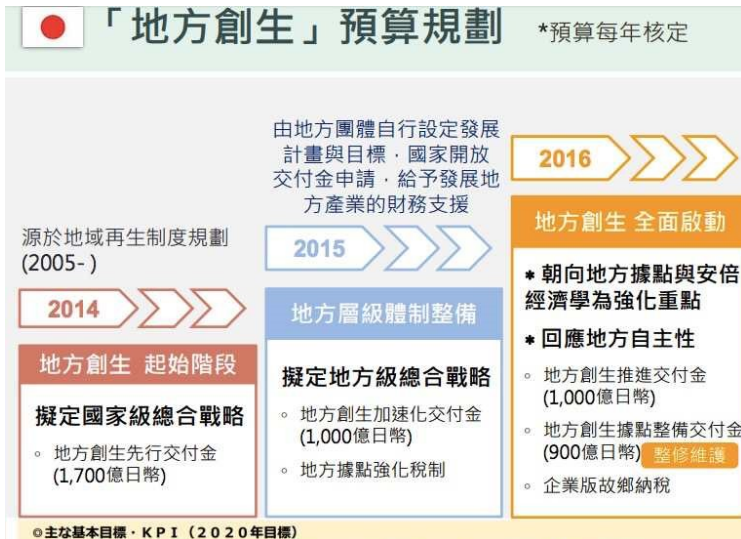 「地方創生」預算規劃 *預算每年核定
源於地域再生制度規劃
(2005- )
2014
地方創生 起始階段
擬定國家級總合戰略
◦ 地方創生先行交付金
(1,700億日幣)
由地方團體自行設定發展
計畫與目標，國家開放
交付金申請，給予發展地
方產業的財務支援
2015
地方層級體制整備
擬定地方級總合戰略
◦ 地方創生加速化交付金
(1,000億日幣)
◦ 地方據點強化稅制
2016
地方創生 全面啟動
* 朝向地方據點與安倍
經濟學為強化重點
* 回應地方自主性
◦ 地方創生推進交付金
(1,000億日幣)
◦ 地方創生據點整備交付金
(900億日幣) 整修維護
◦ 企業版故鄉納稅
◎主な基本目標・ＫＰＩ（２０２０年目標）